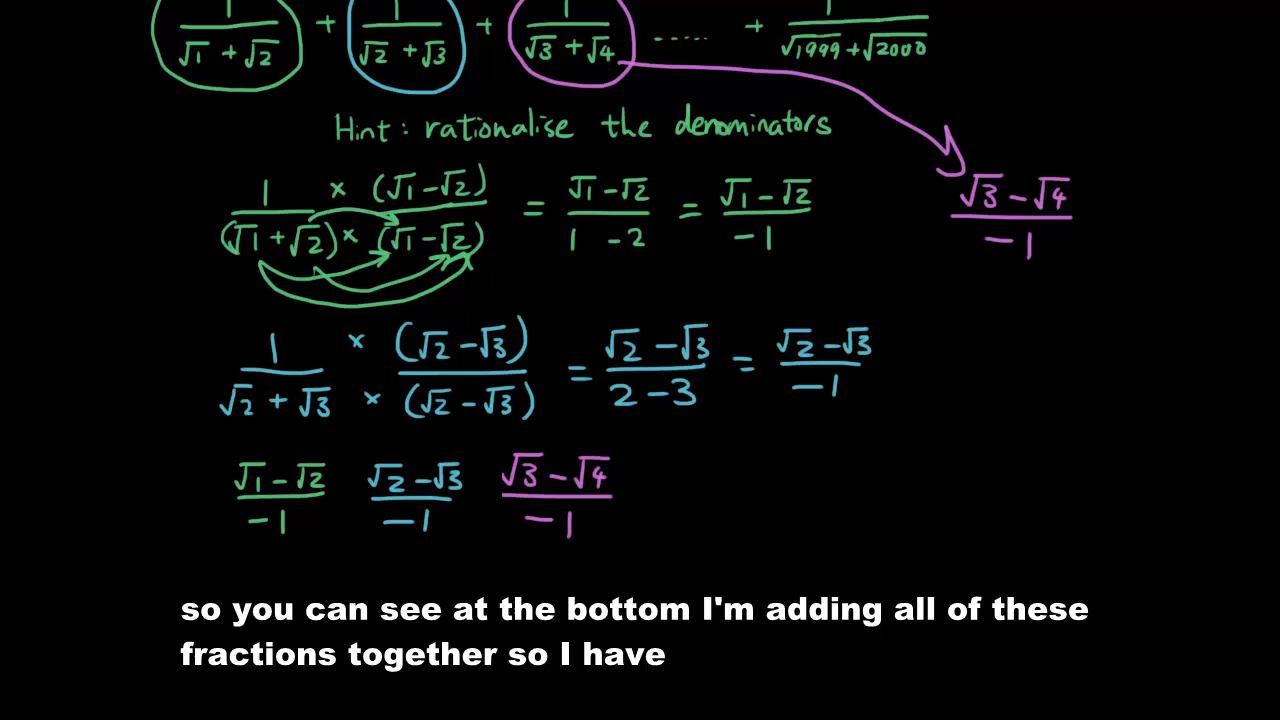 1/(√1 + √2) + 1/(√2 + √3) + 1/(√3 + √4) ...... + 1/(√1999 + √2000)
Hint : rationalise the denominators
1/(√1 + √2) × (√1 − √2)/(√1 − √2) = (√1 − √2)/(1 − 2) = (√1 − √2)/−1
(√3 − √4)/−1
1/(√2 + √3) × (√2 − √3)/(√2 − √3) = (√2 − √3)/(2 − 3) = (√2 − √3)/−1
(√1 − √2)/−1 (√2 − √3)/−1 (√3 − √4)/−1
so you can see at the bottom I'm adding all of these
fractions together so I have